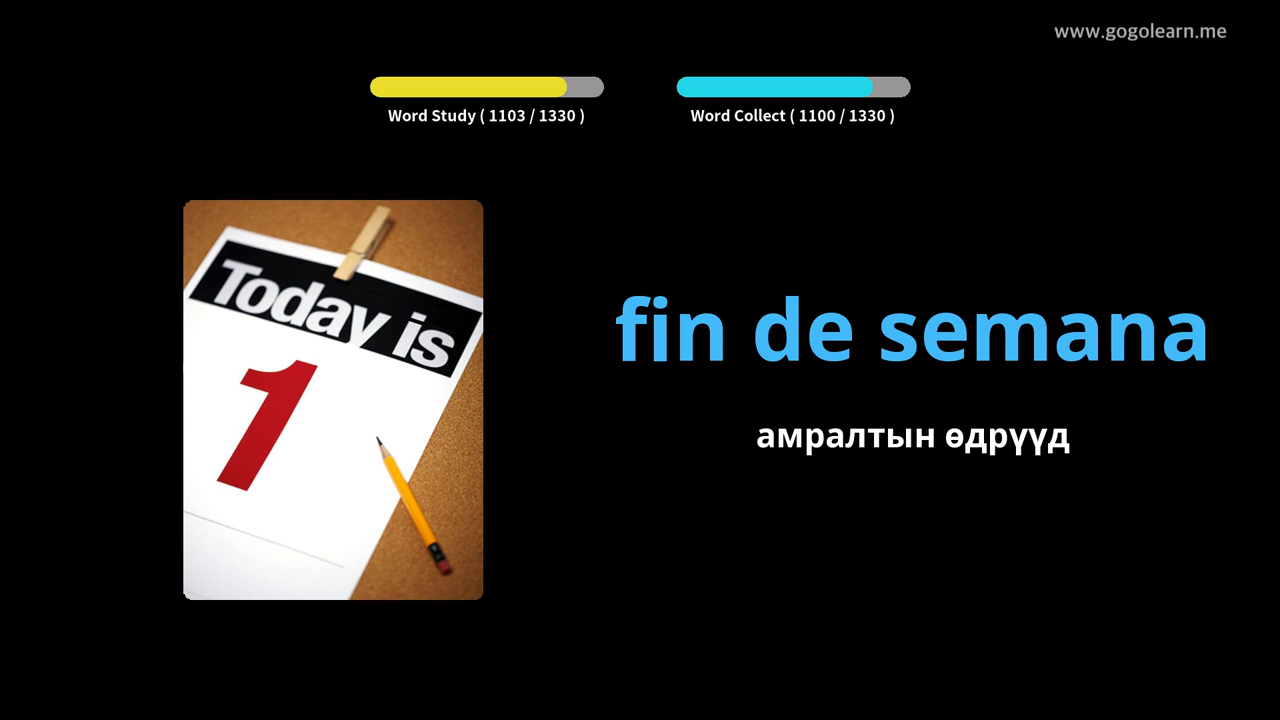 www.gogolearn.me
Word Study ( 1103 / 1330 )
Word Collect ( 1100 / 1330 )
Today is
1
fin de semana
амралтын өдрүүд